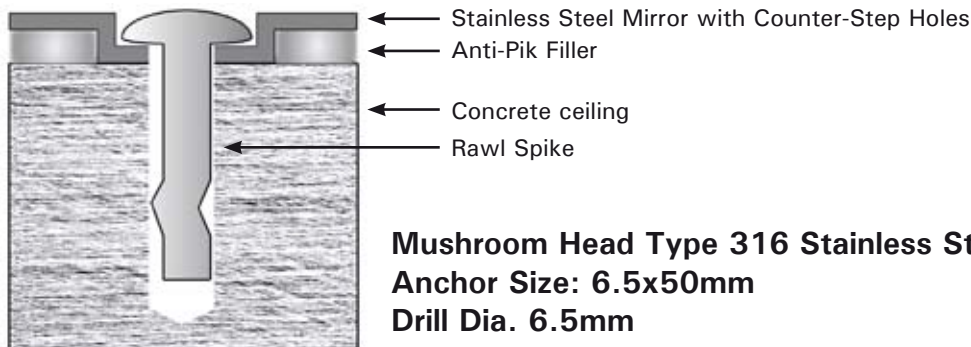 Stainless Steel Mirror with Counter-Step Holes
Anti-Pik Filler
Concrete ceiling
Rawl Spike
Mushroom Head Type 316 Stainless
Anchor Size: 6.5x50mm
Drill Dia. 6.5mm